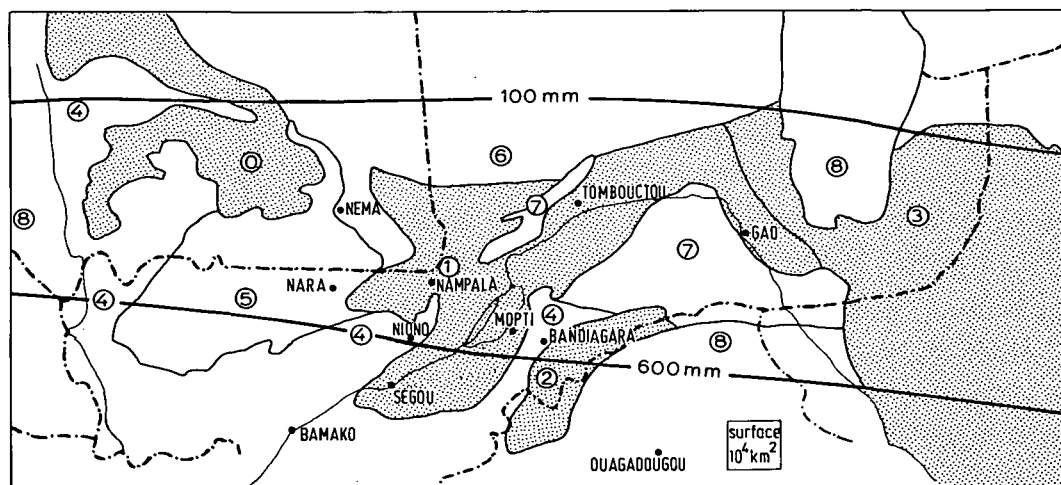 100 mm
④
⓪
⑥
⑧
⑦
TOMBOUCTOU
③
NEMA
⑧
GAO
⑦
①
④
⑤
NARA
NAMPALA
④
④
NIONO
MOPTI
BANDIAGARA
⑧
600 mm
②
SEGOU
BAMAKO
surface
10⁴ km²
OUAGADOUGOU